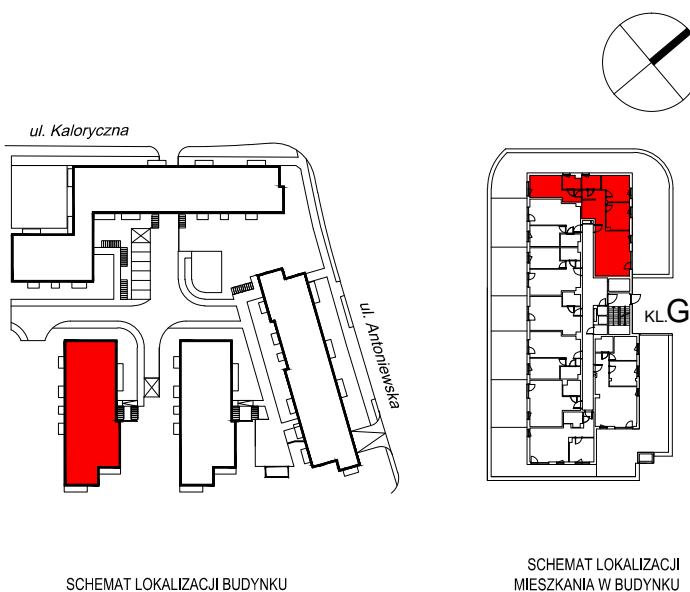 ul. Kaloryczna
ul. Antoniewska
KL.G
SCHEMAT LOKALIZACJI BUDYNKU
SCHEMAT LOKALIZACJI
MIESZKANIA W BUDYNKU